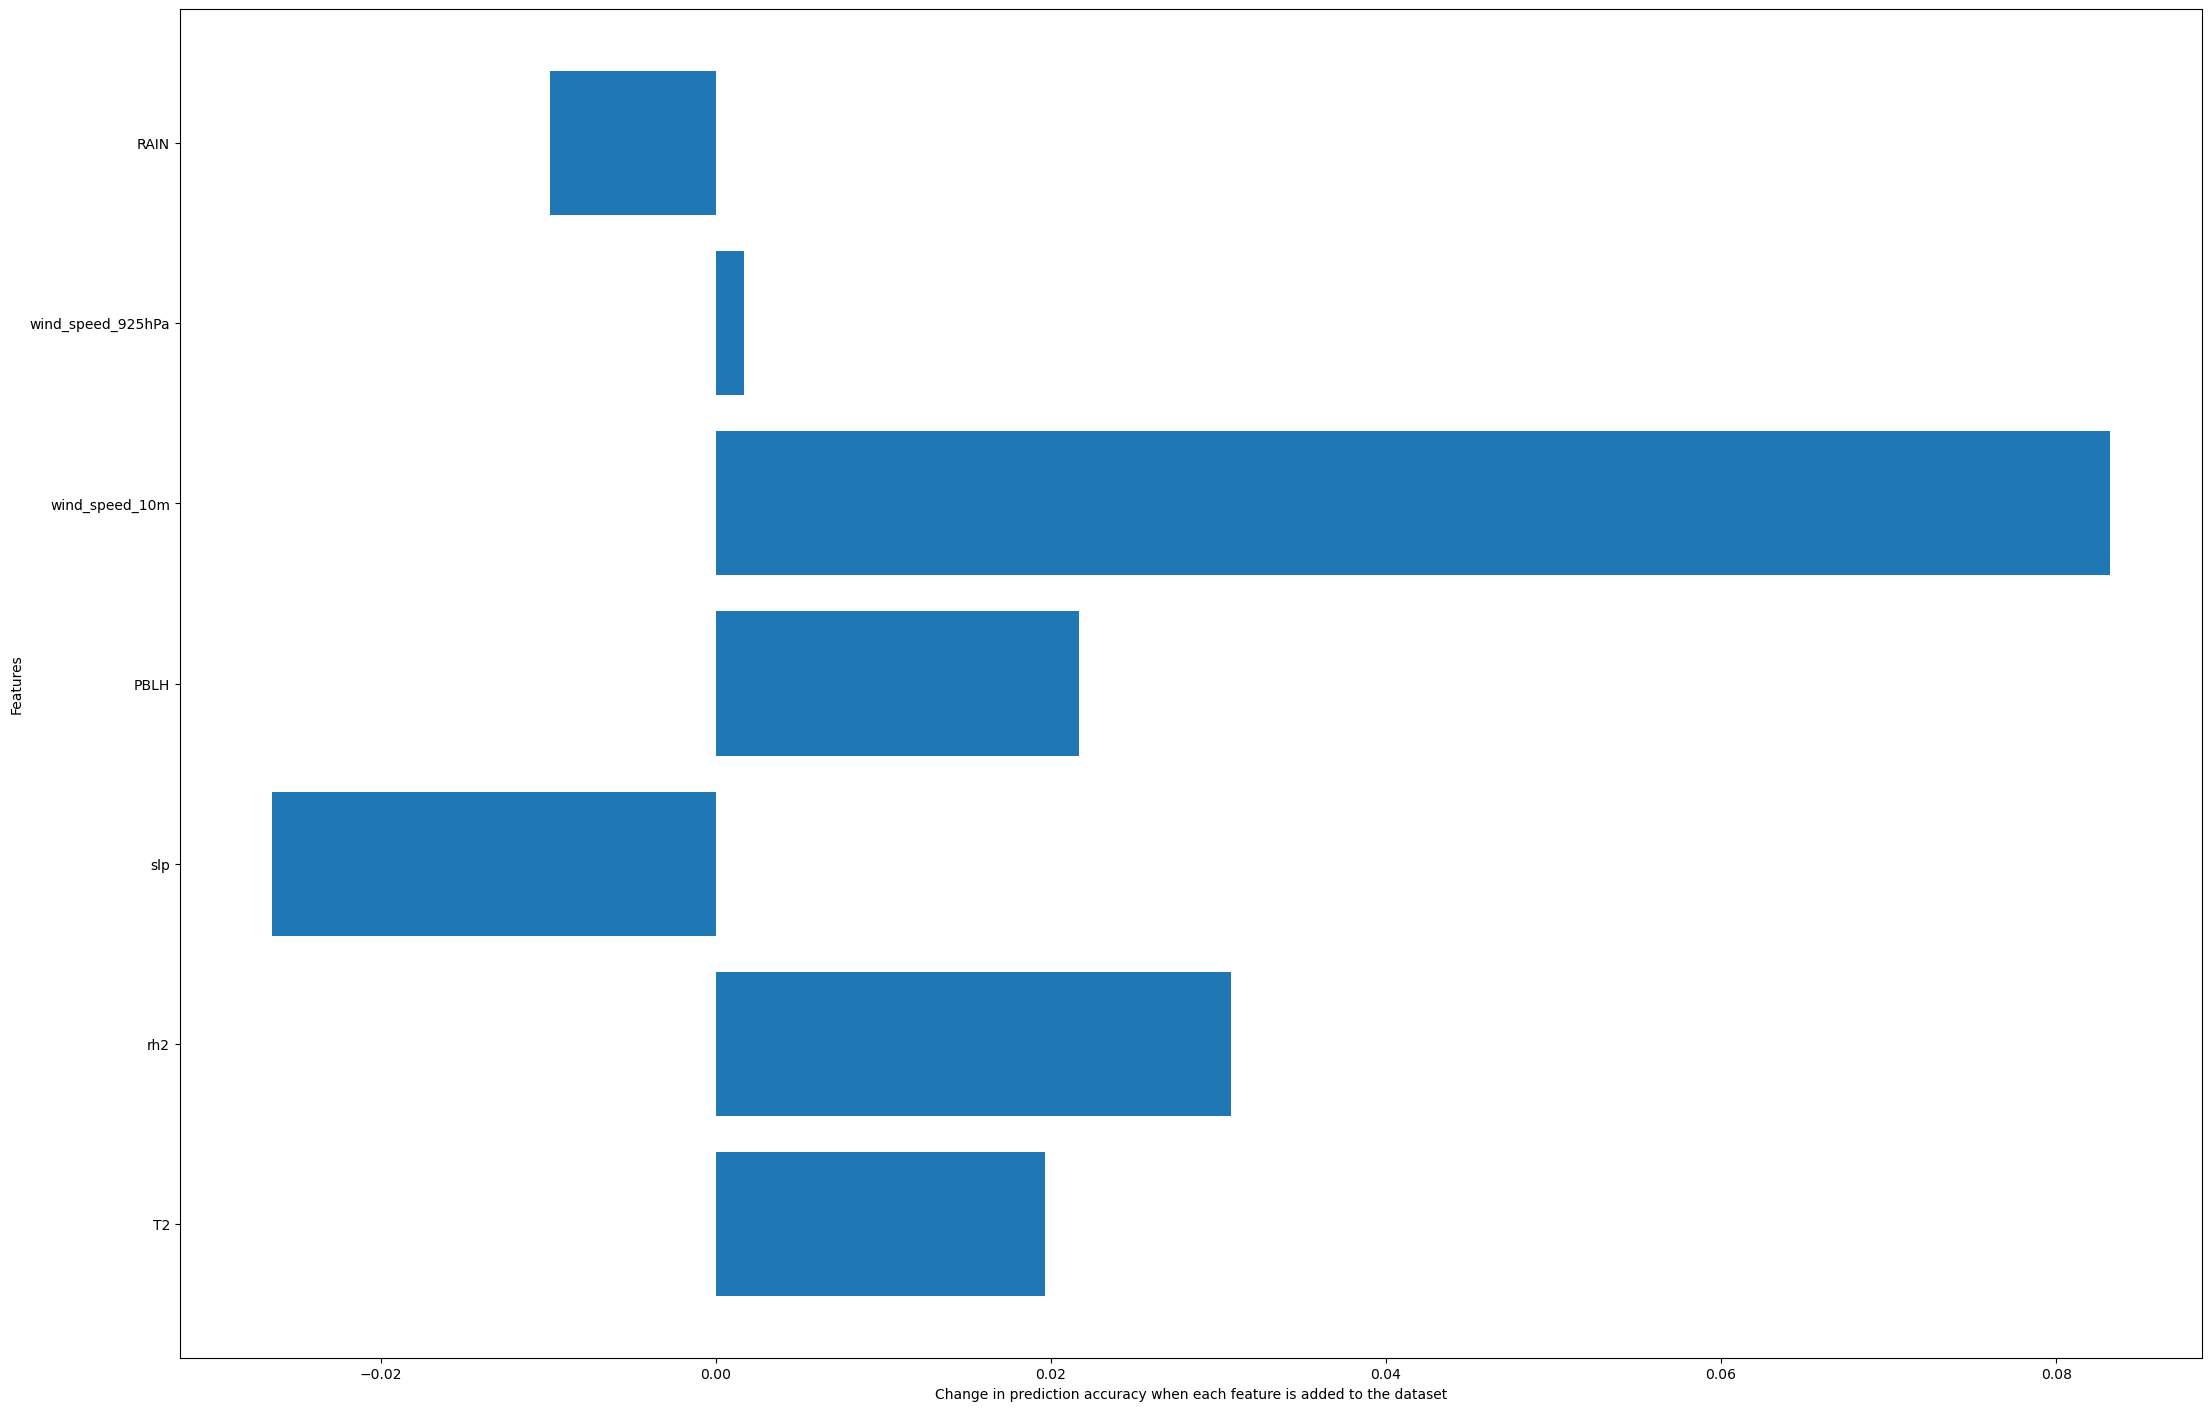 RAIN
wind_speed_925hPa
wind_speed_10m
PBLH
slp
rh2
T2
Features
−0.02 0.00 0.02 0.04 0.06 0.08
Change in prediction accuracy when each feature is added to the dataset